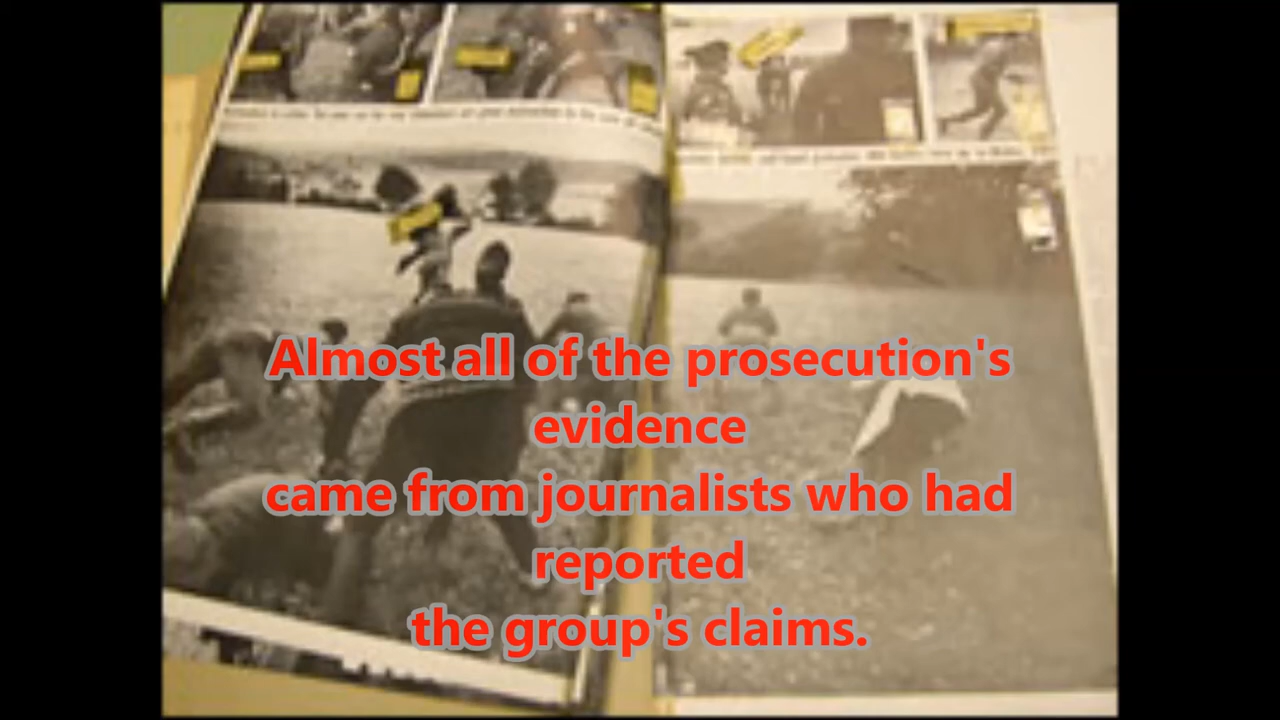 Almost all of the prosecution's
evidence
came from journalists who had
reported
the group's claims.